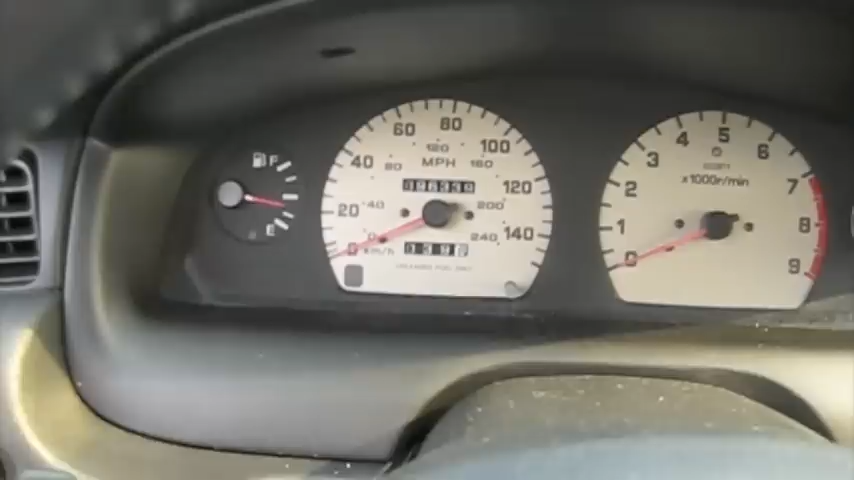 F
E
60 80
120
40 80 MPH 160 100
120
20 40 200
0 km/h 240 140
UNLEADED FUEL ONLY
4 5 6
3
x1000r/min 7
2
1 8
0 9